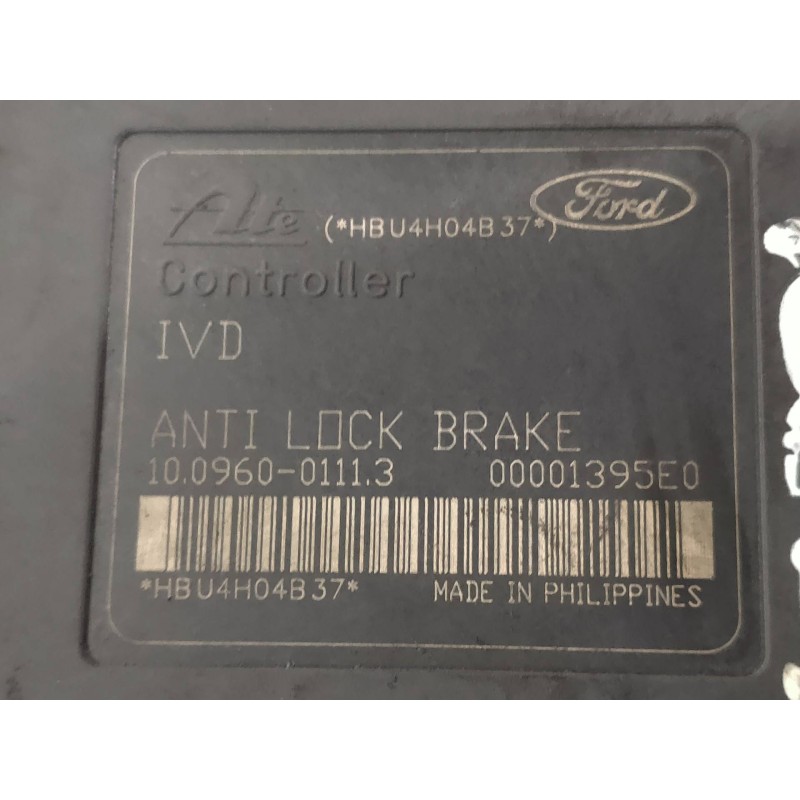 Ate (*HBU4H04B37*) Ford
Controller
IVD
ANTI LOCK BRAKE
10.0960-0111.3 00001395E0
*HBU4H04B37* MADE IN PHILIPPINES